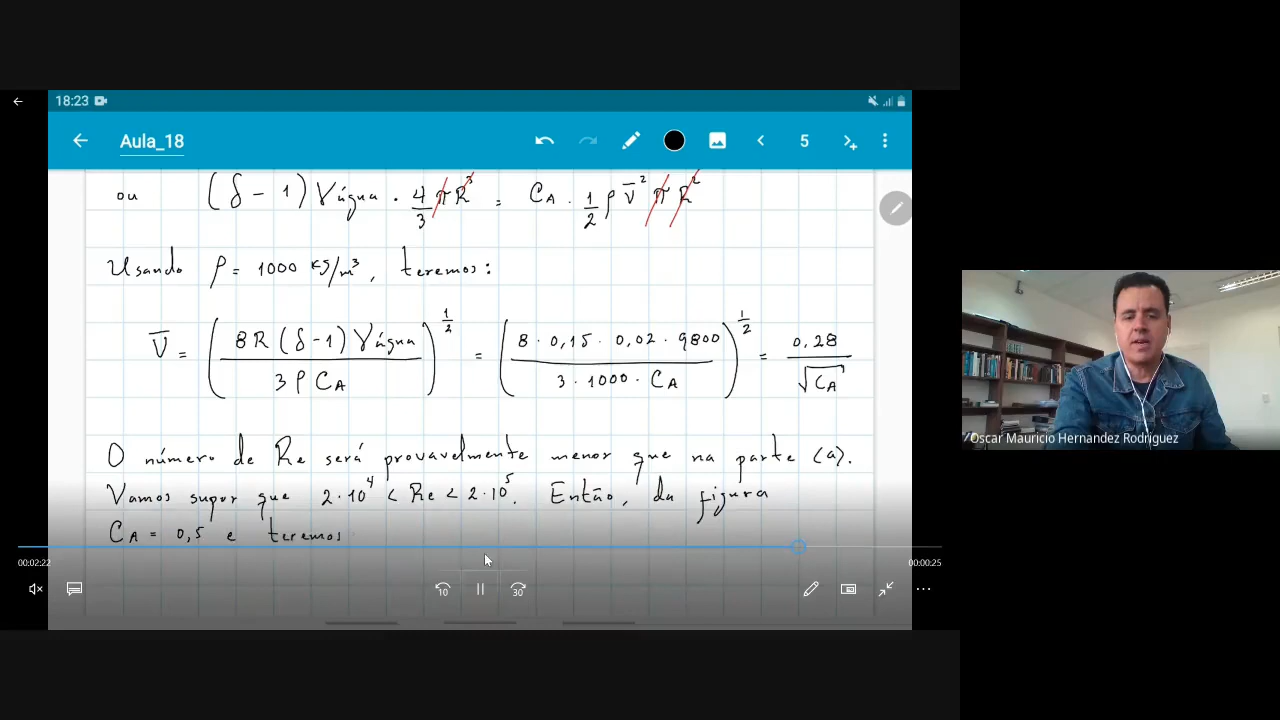 18:23
Aula_18
5
ou (δ - 1) γágua · 4/3 πR³ = CA · 1/2 ρ V̄² π R²
Usando ρ = 1000 kg/m³, teremos:
V̄ = (8R(δ-1) γágua / 3 ρ CA)^1/2 = (8 · 0,15 · 0,02 · 9800 / 3 · 1000 · CA)^1/2 = 0,28 / √CA
O número de Re será provavelmente menor que na parte (a).
Vamos supor que 2·10⁴ < Re < 2·10⁵. Então, da figura
CA = 0,5 e teremos
00:02:22
00:00:25
10
30
Oscar Mauricio Hernandez Rodriguez